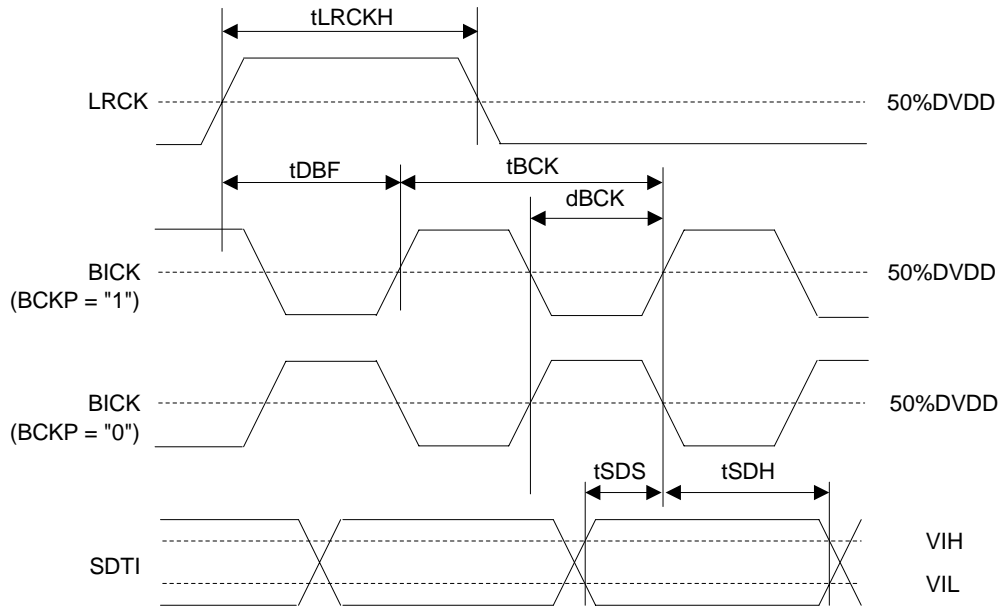 tLRCKH
LRCK
50%DVDD
tDBF
tBCK
dBCK
BICK
(BCKP = "1")
50%DVDD
BICK
(BCKP = "0")
50%DVDD
tSDS
tSDH
SDTI
VIH
VIL